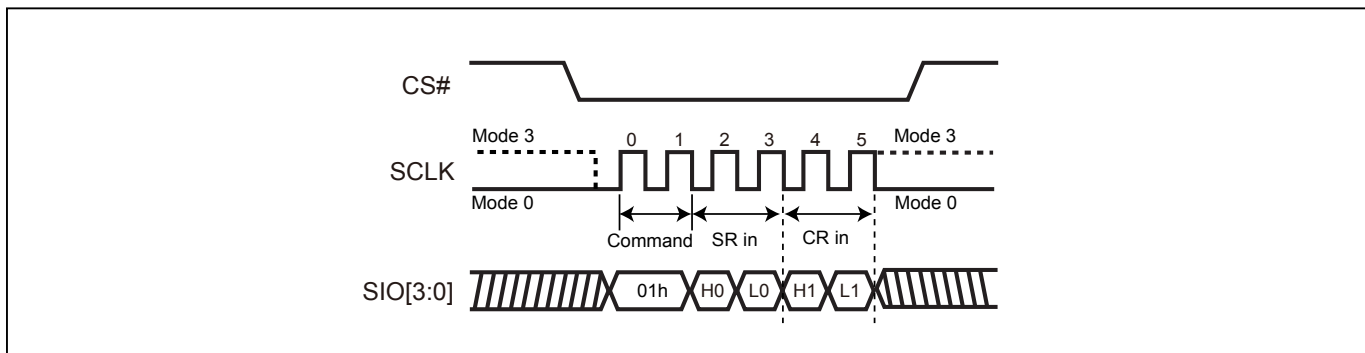 CS#
Mode 3
0 1 2 3 4 5
Mode 3
SCLK
Mode 0
Mode 0
Command
SR in
CR in
SIO[3:0]
01h
H0
L0
H1
L1